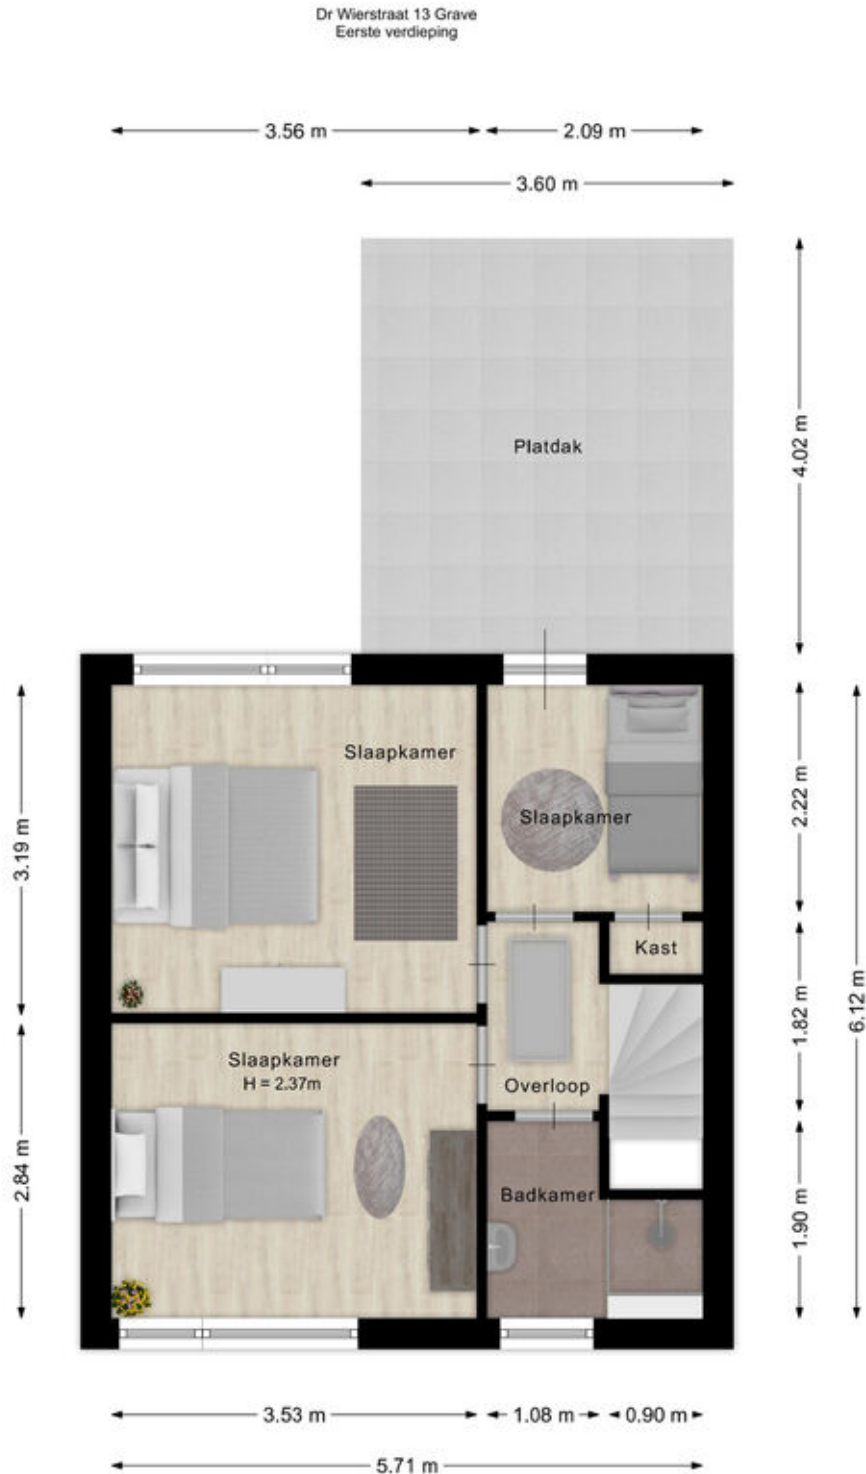 Dr Wierstraat 13 Grave
Eerste verdieping
3.56 m
2.09 m
3.60 m
4.02 m
Platdak
Slaapkamer
Slaapkamer
3.19 m
2.22 m
Kast
1.82 m
6.12 m
Slaapkamer
H = 2.37m
Overloop
2.84 m
Badkamer
1.90 m
3.53 m
1.08 m
0.90 m
5.71 m